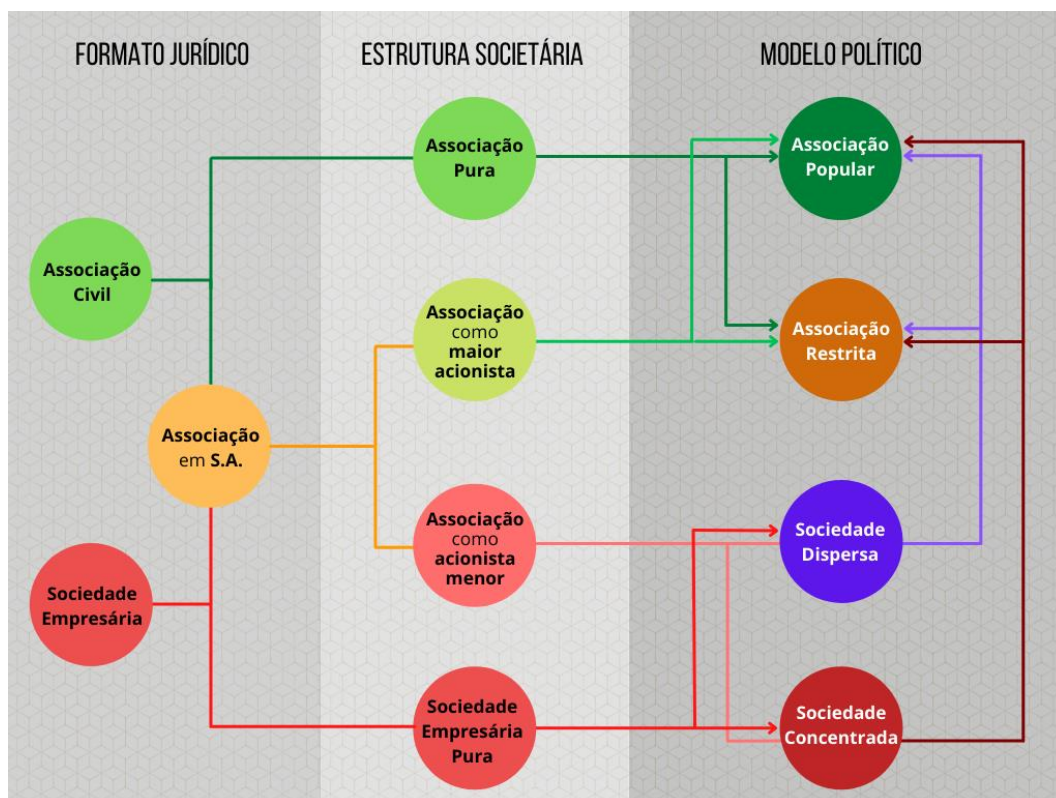 FORMATO JURÍDICO
ESTRUTURA SOCIETÁRIA
MODELO POLÍTICO
Associação
Civil
Associação
em S.A.
Sociedade
Empresária
Associação
Pura
Associação
como
maior
acionista
Associação
como
acionista
menor
Sociedade
Empresária
Pura
Associação
Popular
Associação
Restrita
Sociedade
Dispersa
Sociedade
Concentrada